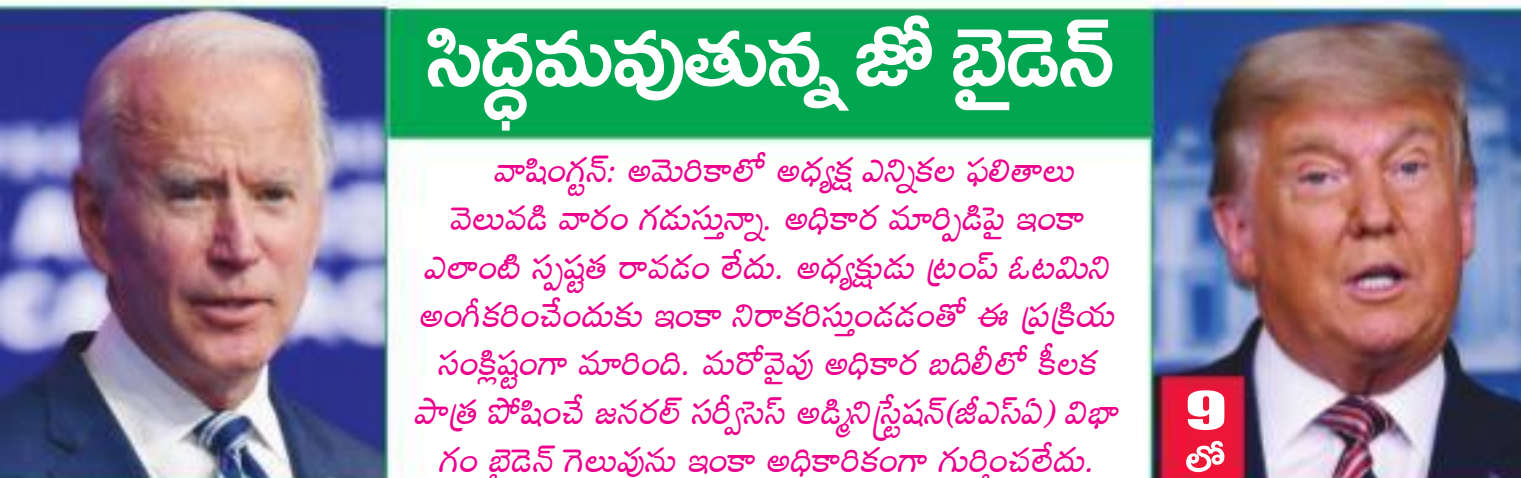 సిద్ధమవుతున్న జో బైడెన్
వాషింగ్టన్: అమెరికాలో అధ్యక్ష ఎన్నికల ఫలితాలు
వెలువడి వారం గడుస్తున్నా. అధికార మార్పిడిపై ఇంకా
ఎలాంటి స్పష్టత రావడం లేదు. అధ్యక్షుడు ట్రంప్ ఓటమిని
అంగీకరించేందుకు ఇంకా నిరాకరిస్తుండడంతో ఈ ప్రక్రియ
సంక్లిష్టంగా మారింది. మరోవైపు అధికార బదిలీలో కీలక
పాత్ర పోషించే జనరల్ సర్వీసెస్ అడ్మినిస్ట్రేషన్(జీఎస్ఏ) విభా
గం బైడెన్ గెలువును ఇంకా అధికారికంగా గుర్తించలేదు.
9
లో